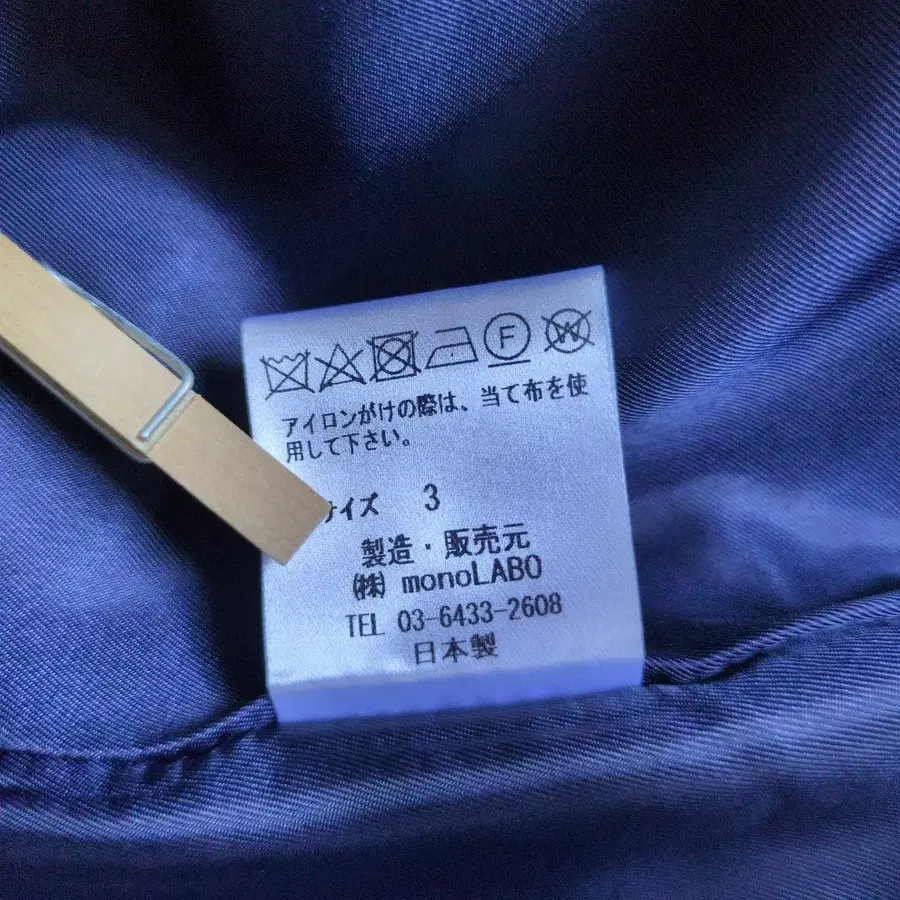 F W
アイロンがけの際は、当て布を使
用して下さい。
サイズ 3
製造・販売元
(株) monoLABO
TEL 03-6433-2608
日本製